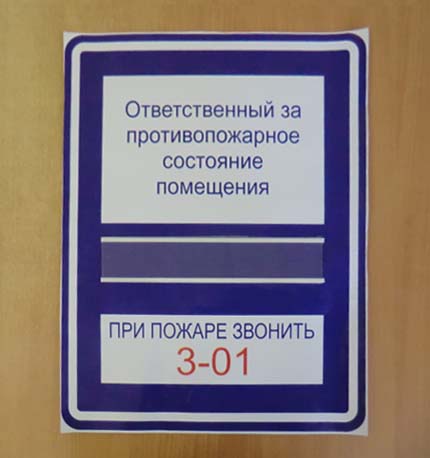 Ответственный за
противопожарное
состояние
помещения
ПРИ ПОЖАРЕ ЗВОНИТЬ
3-01